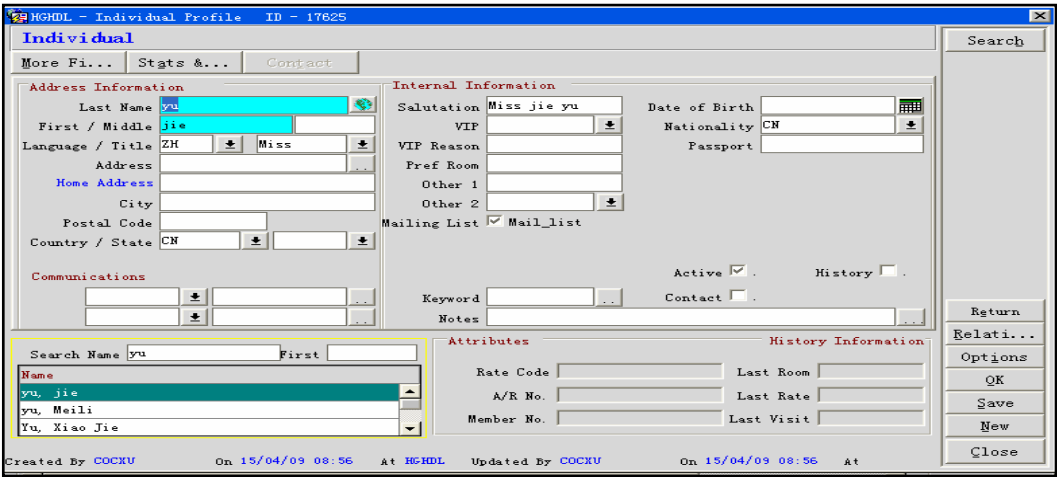 HGHDL - Individual Profile ID - 17625
Individual
Search
More Fi... Stats &... Contact
Address Information Internal Information
Last Name yu Salutation Miss jie yu Date of Birth
First / Middle jie VIP Nationality CN
Language / Title ZH Miss VIP Reason Passport
Address .. Pref Room
Home Address Other 1
City Other 2
Postal Code Mailing List Mail_list
Country / State CN
Communications Active . History .
.. Keyword .. Contact .
.. Notes ...
Return
Relati...
Options
OK
Save
New
Close
Search Name yu First
Name
yu, jie
yu, Meili
Yu, Xiao Jie
Attributes History Information
Rate Code Last Room
A/R No. Last Rate
Member No. Last Visit
Created By COCXU On 15/04/09 08:56 At HGHDL Updated By COCXU On 15/04/09 08:56 At